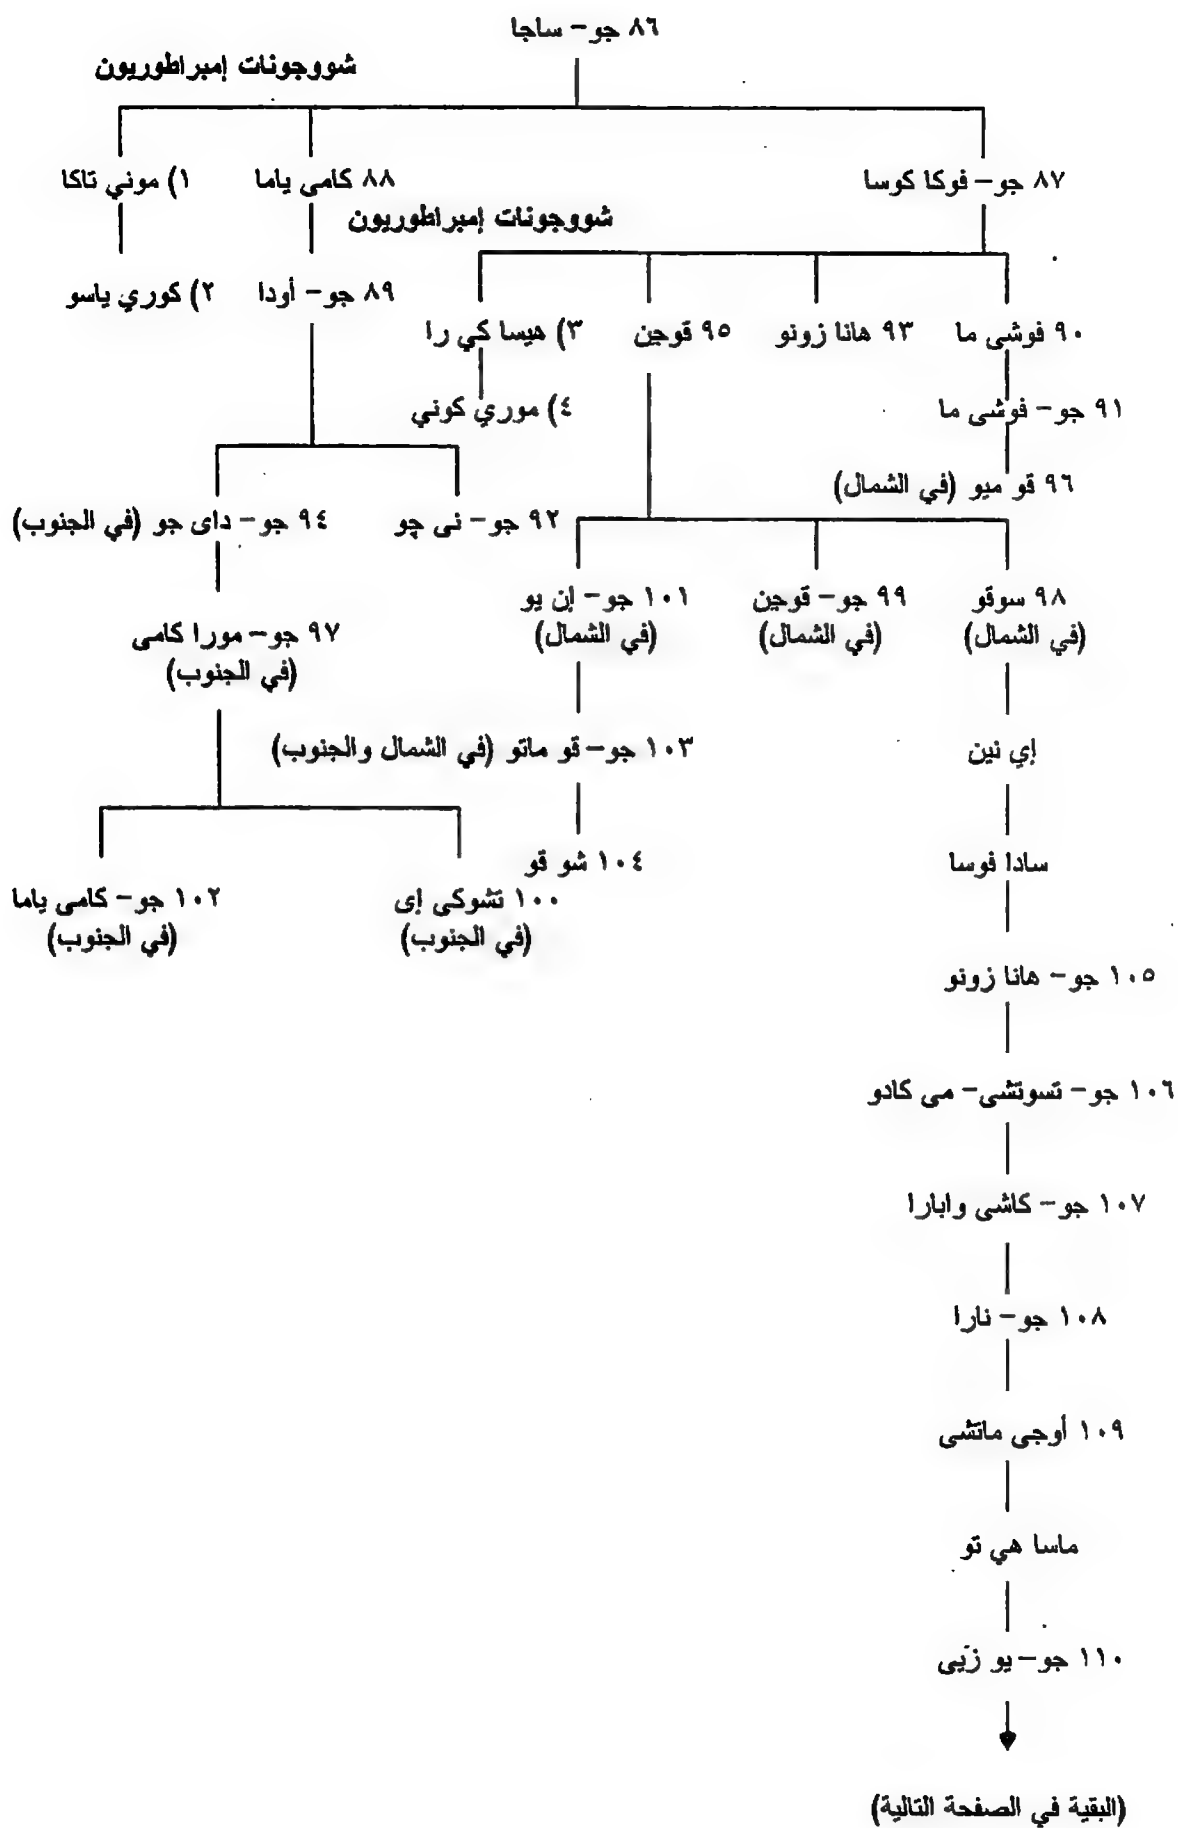 ٨٦ جو- ساجا
شووجونات إمبراطوريون
٨٧ جو- فوكا كوسا
٨٨ كامى ياما
١) موني تاكا
شووجونات إمبراطوريون
٨٩ جو- أودا
٢) كوري ياسو
٩٠ فوشى ما
٩٣ هانا زونو
٩٥ قوجن
٣) هيسا كي را
٩١ جو- فوشى ما
٤) موري كوني
٩٦ قو ميو (في الشمال)
٩٢ جو- نى چو
٩٤ جو- داى جو (في الجنوب)
٩٨ سوقو
(في الشمال)
٩٩ جو- قوجن
(في الشمال)
١٠١ جو- إن يو
(في الشمال)
٩٧ جو- مورا كامى
(في الجنوب)
إي نين
١٠٣ جو- قو ماتو (في الشمال والجنوب)
سادا فوسا
١٠٤ شو قو
١٠٠ تشوكى إى
(في الجنوب)
١٠٢ جو- كامى ياما
(في الجنوب)
١٠٥ جو- هانا زونو
١٠٦ جو- تسوتشى- مى كادو
١٠٧ جو- كاشى وابارا
١٠٨ جو- نارا
١٠٩ أوجى ماتشى
ماسا هي تو
١١٠ جو- يو زيى
(البقية في الصفحة التالية)